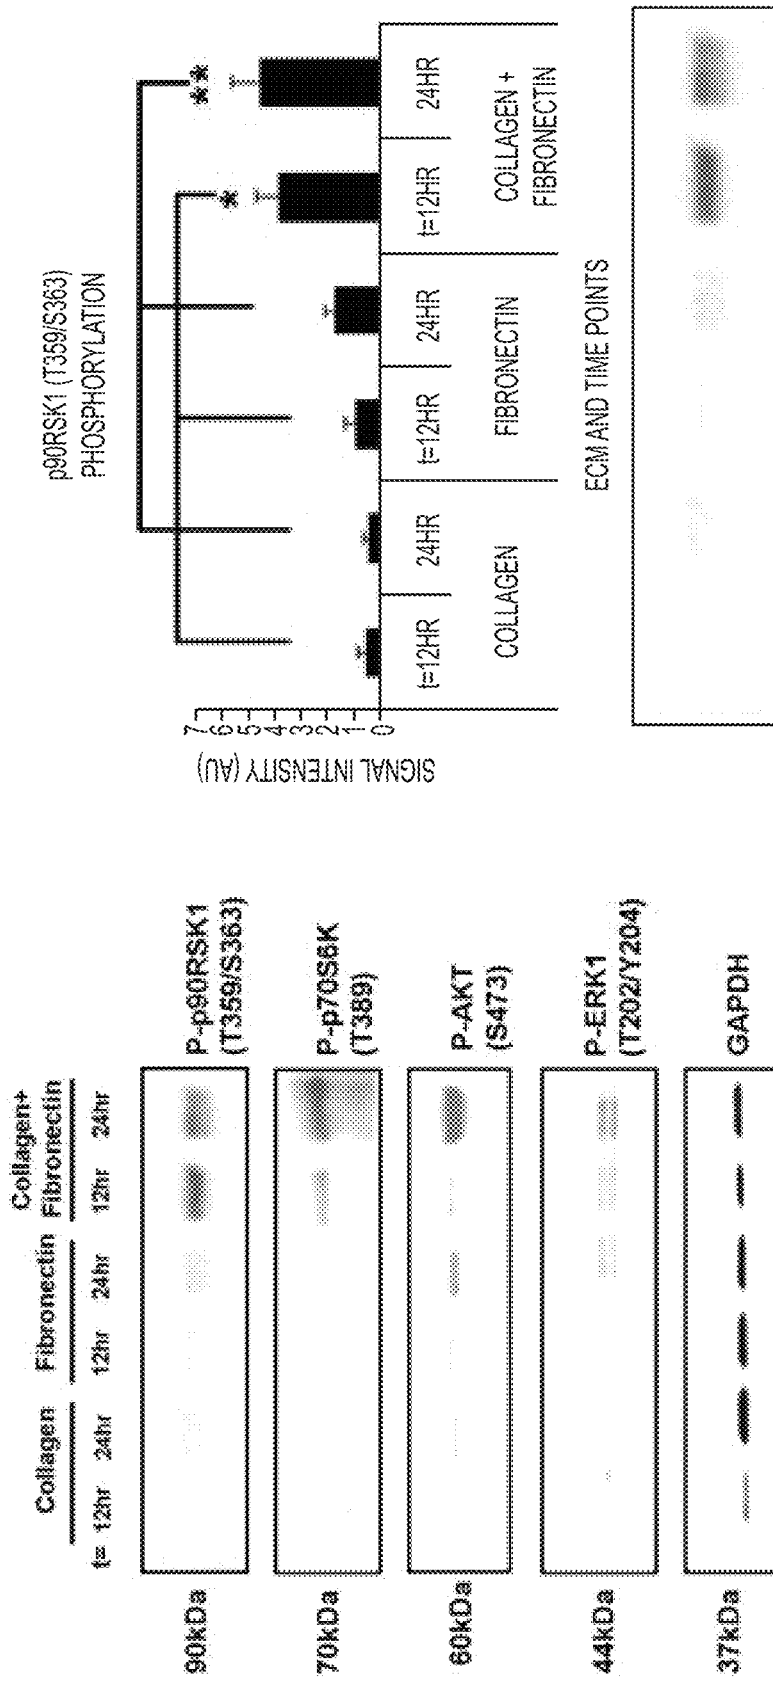 Collagen Fibronectin Collagen+
Fibronectin
t= 12hr 24hr 12hr 24hr 12hr 24hr
90kDa P-p90RSK1
(T359/S363)
70kDa P-p70S6K
(T389)
60kDa P-AKT
(S473)
44kDa P-ERK1
(T202/Y204)
37kDa GAPDH
p90RSK1 (T359/S363)
PHOSPHORYLATION
SIGNAL INTENSITY
(AU)
7
6
5
4
3
2
1
0
* **
t=12HR 24HR t=12HR 24HR t=12HR 24HR
COLLAGEN FIBRONECTIN COLLAGEN +
FIBRONECTIN
ECM AND TIME POINTS